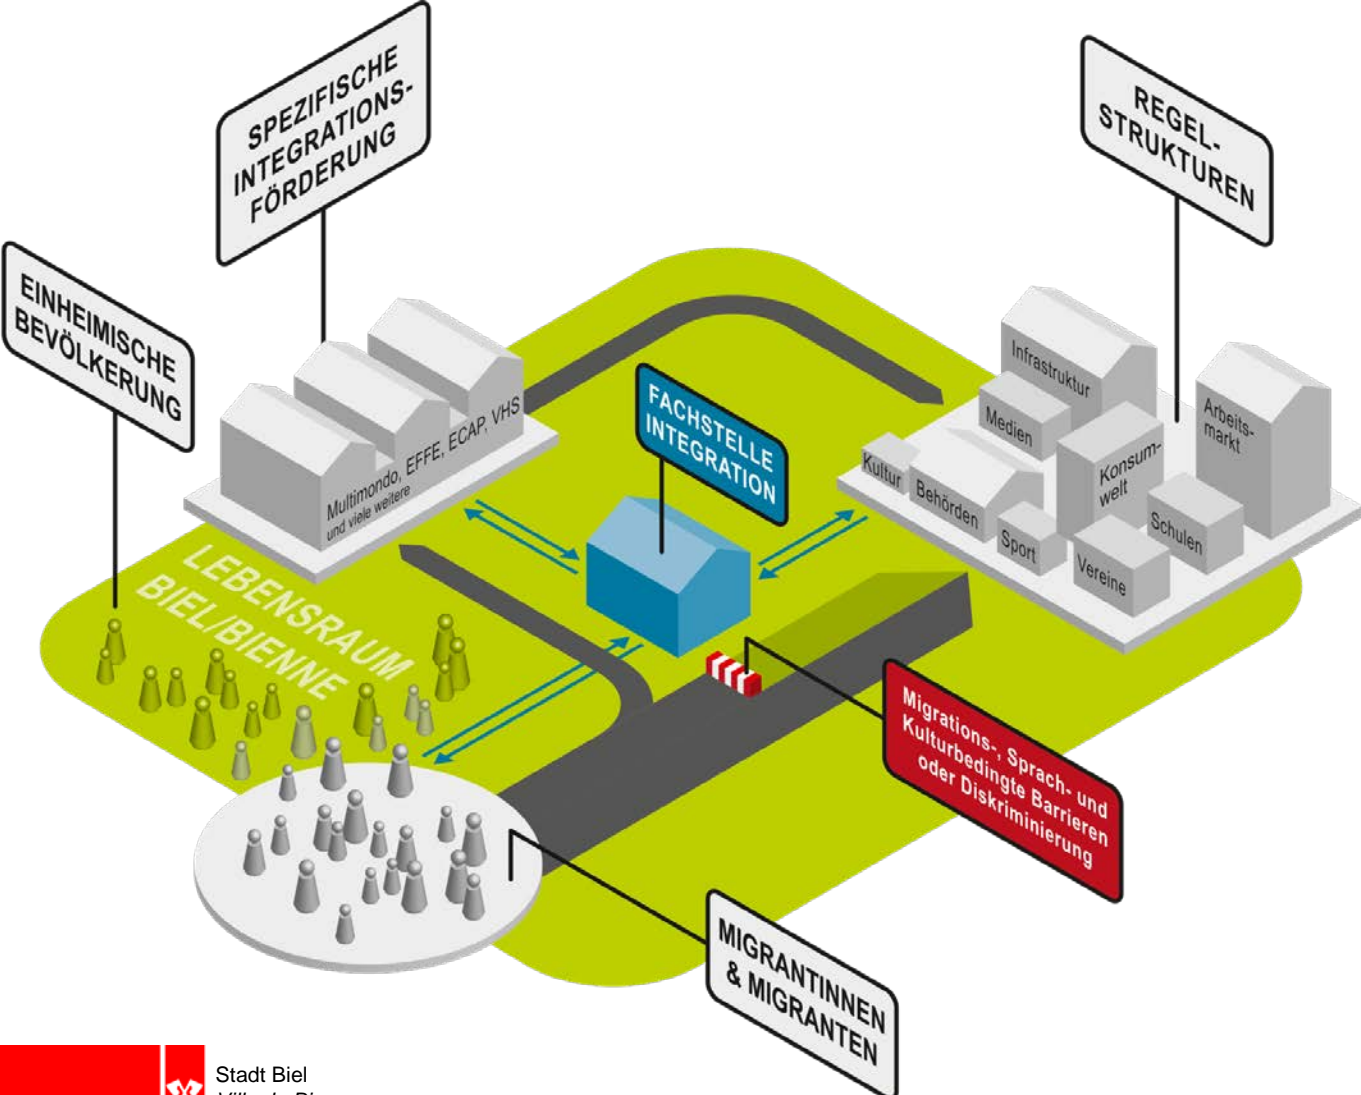 SPEZIFISCHE
INTEGRATIONS-
FÖRDERUNG
REGEL-
STRUKTUREN
EINHEIMISCHE
BEVÖLKERUNG
FACHSTELLE
INTEGRATION
Infrastruktur
Medien
Arbeits-
markt
Konsum-
welt
Kultur
Behörden
Sport
Schulen
Vereine
Multimondo, EFFE, ECAP, VHS
und viele weitere
LEBENSRAUM
BIEL/BIENNE
Migrations-, Sprach- und
Kulturbedingte Barrieren
oder Diskriminierung
MIGRANTINNEN
& MIGRANTEN
Stadt Biel